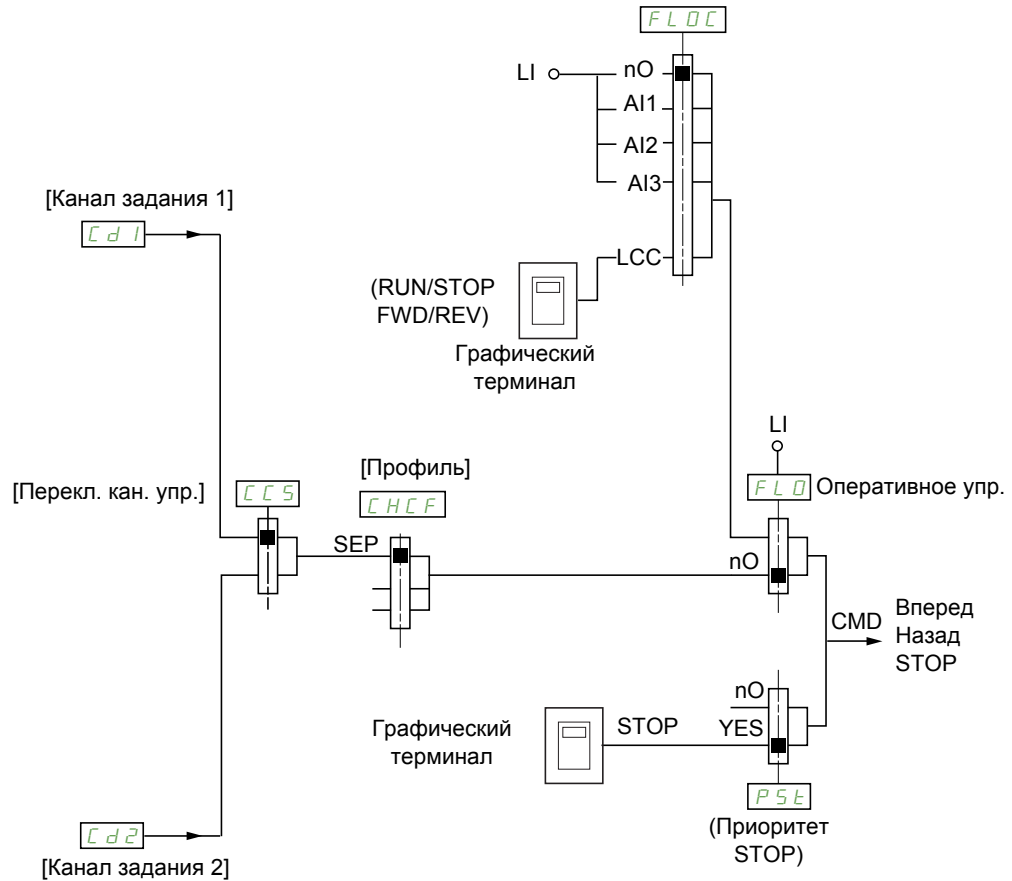 FLOC
LI
nO
AI1
AI2
AI3
LCC
(RUN/STOP
FWD/REV)
Графический
терминал
[Канал задания 1]
Cd1
[Перекл. кан. упр.]
CCS
SEP
[Профиль]
CHCF
LI
FLO
Оперативное упр.
nO
CMD
Вперед
Назад
STOP
Графический
терминал
STOP
nO
YES
PSt
(Приоритет
STOP)
Cd2
[Канал задания 2]